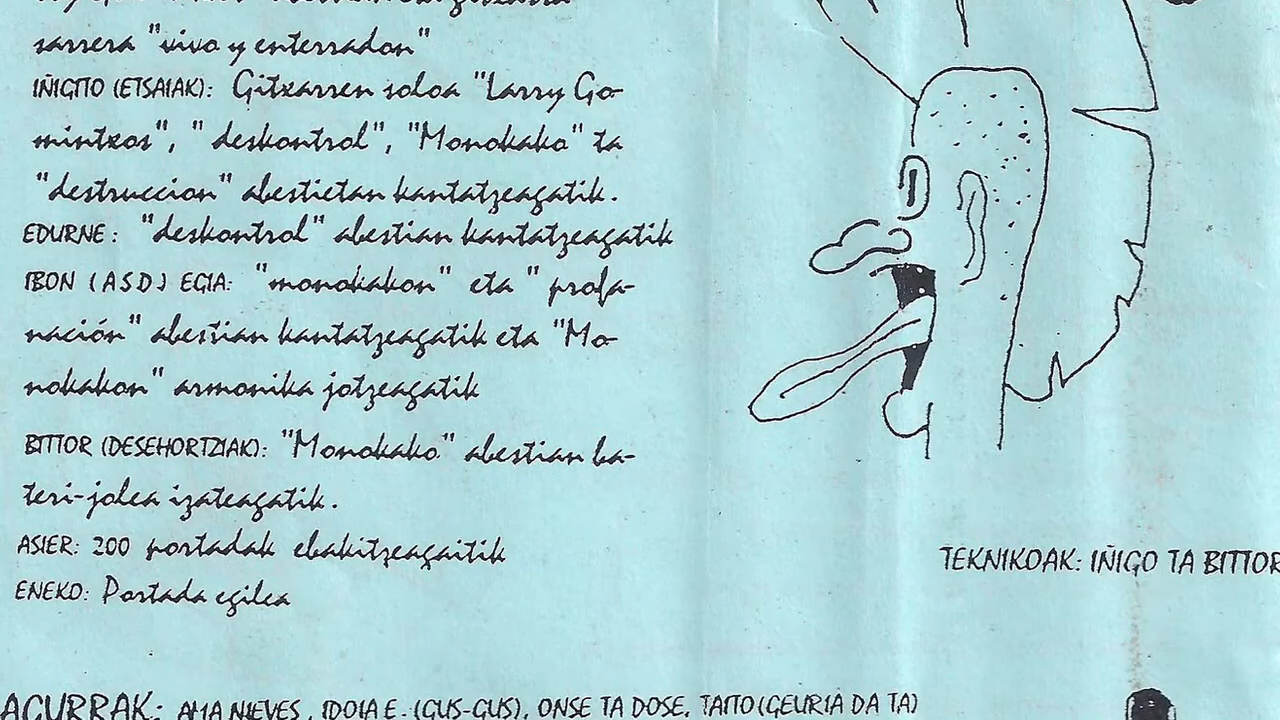 sarrera "vivo y enterradon"
IÑIGITO (ETSAIAK): Gitxarren soloa "Larry Go-
mintxos", "deskontrol", "Monokako" ta
"destruccion" abestietan kantatzeagatik.
EDURNE: "deskontrol" abestian kantatzeagatik
IBON (ASD) EGIA: "monokakon" eta "profa-
nación" abestian kantatzeagatik eta "Mo-
nokakon" armonika jotzeagatik
BITTOR (DESEHORTZIAK): "Monokako" abestian ba-
teri-jolea izateagatik.
ASIER: 200 portadak ebakitzeagaitik
ENEKO: Portada egilea
TEKNIKOAK: IÑIGO TA BITTOR
AGURRAK: AMA NIEVES, IDOIA E. (GUS-GUS), ONSE TA DOSE, TAITO (GEURIA DA TA)